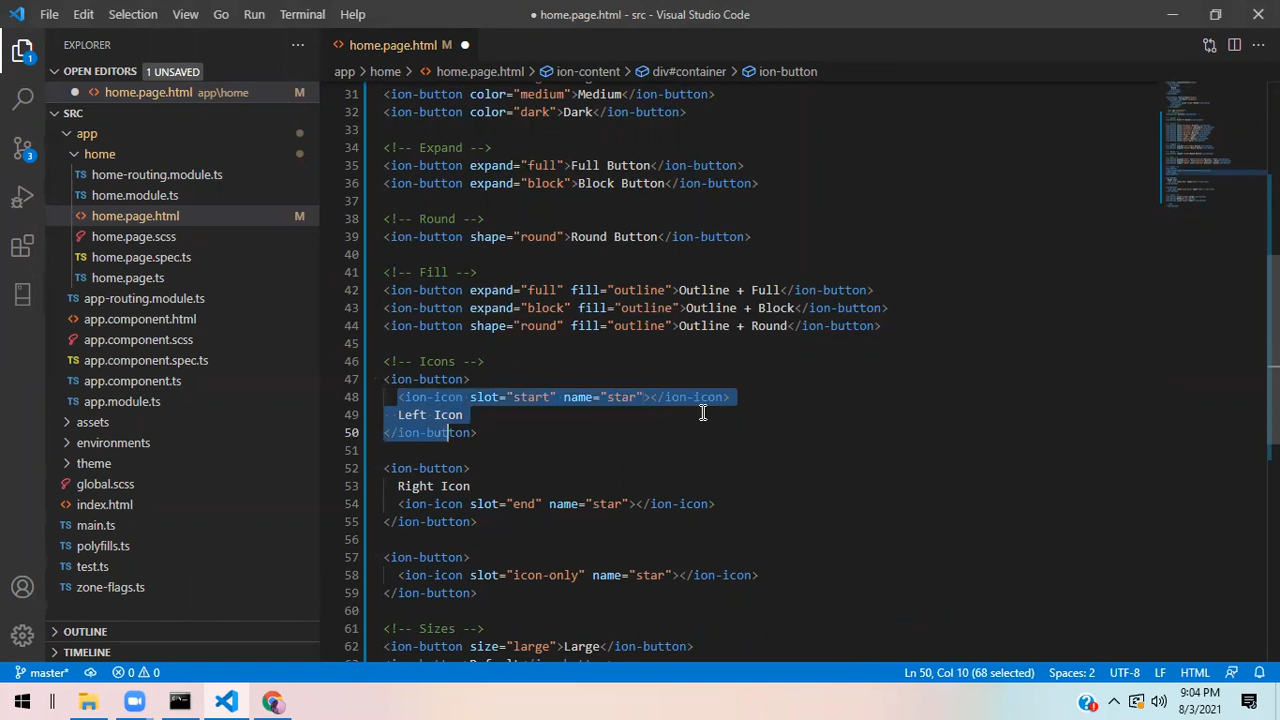 File Edit Selection View Go Run Terminal Help
● home.page.html - src - Visual Studio Code
EXPLORER
home.page.html M
OPEN EDITORS 1 UNSAVED
app > home > home.page.html > ion-content > div#container > ion-button
home.page.html app\home M
SRC
app
home
home-routing.module.ts
home.module.ts
home.page.html M
home.page.scss
home.page.spec.ts
home.page.ts
app-routing.module.ts
app.component.html
app.component.scss
app.component.spec.ts
app.component.ts
app.module.ts
assets
environments
theme
global.scss
index.html
main.ts
polyfills.ts
test.ts
zone-flags.ts
OUTLINE
TIMELINE
31 <ion-button color="medium">Medium</ion-button>
32 <ion-button color="dark">Dark</ion-button>
33
34 <!-- Expand -->
35 <ion-button expand="full">Full Button</ion-button>
36 <ion-button expand="block">Block Button</ion-button>
37
38 <!-- Round -->
39 <ion-button shape="round">Round Button</ion-button>
40
41 <!-- Fill -->
42 <ion-button expand="full" fill="outline">Outline + Full</ion-button>
43 <ion-button expand="block" fill="outline">Outline + Block</ion-button>
44 <ion-button shape="round" fill="outline">Outline + Round</ion-button>
45
46 <!-- Icons -->
47 <ion-button>
48 <ion-icon slot="start" name="star"></ion-icon>
49 Left Icon
50 </ion-button>
51
52 <ion-button>
53 Right Icon
54 <ion-icon slot="end" name="star"></ion-icon>
55 </ion-button>
56
57 <ion-button>
58 <ion-icon slot="icon-only" name="star"></ion-icon>
59 </ion-button>
60
61 <!-- Sizes -->
62 <ion-button size="large">Large</ion-button>
master* 0 0 Ln 50, Col 10 (68 selected) Spaces: 2 UTF-8 LF HTML
9:04 PM
8/3/2021